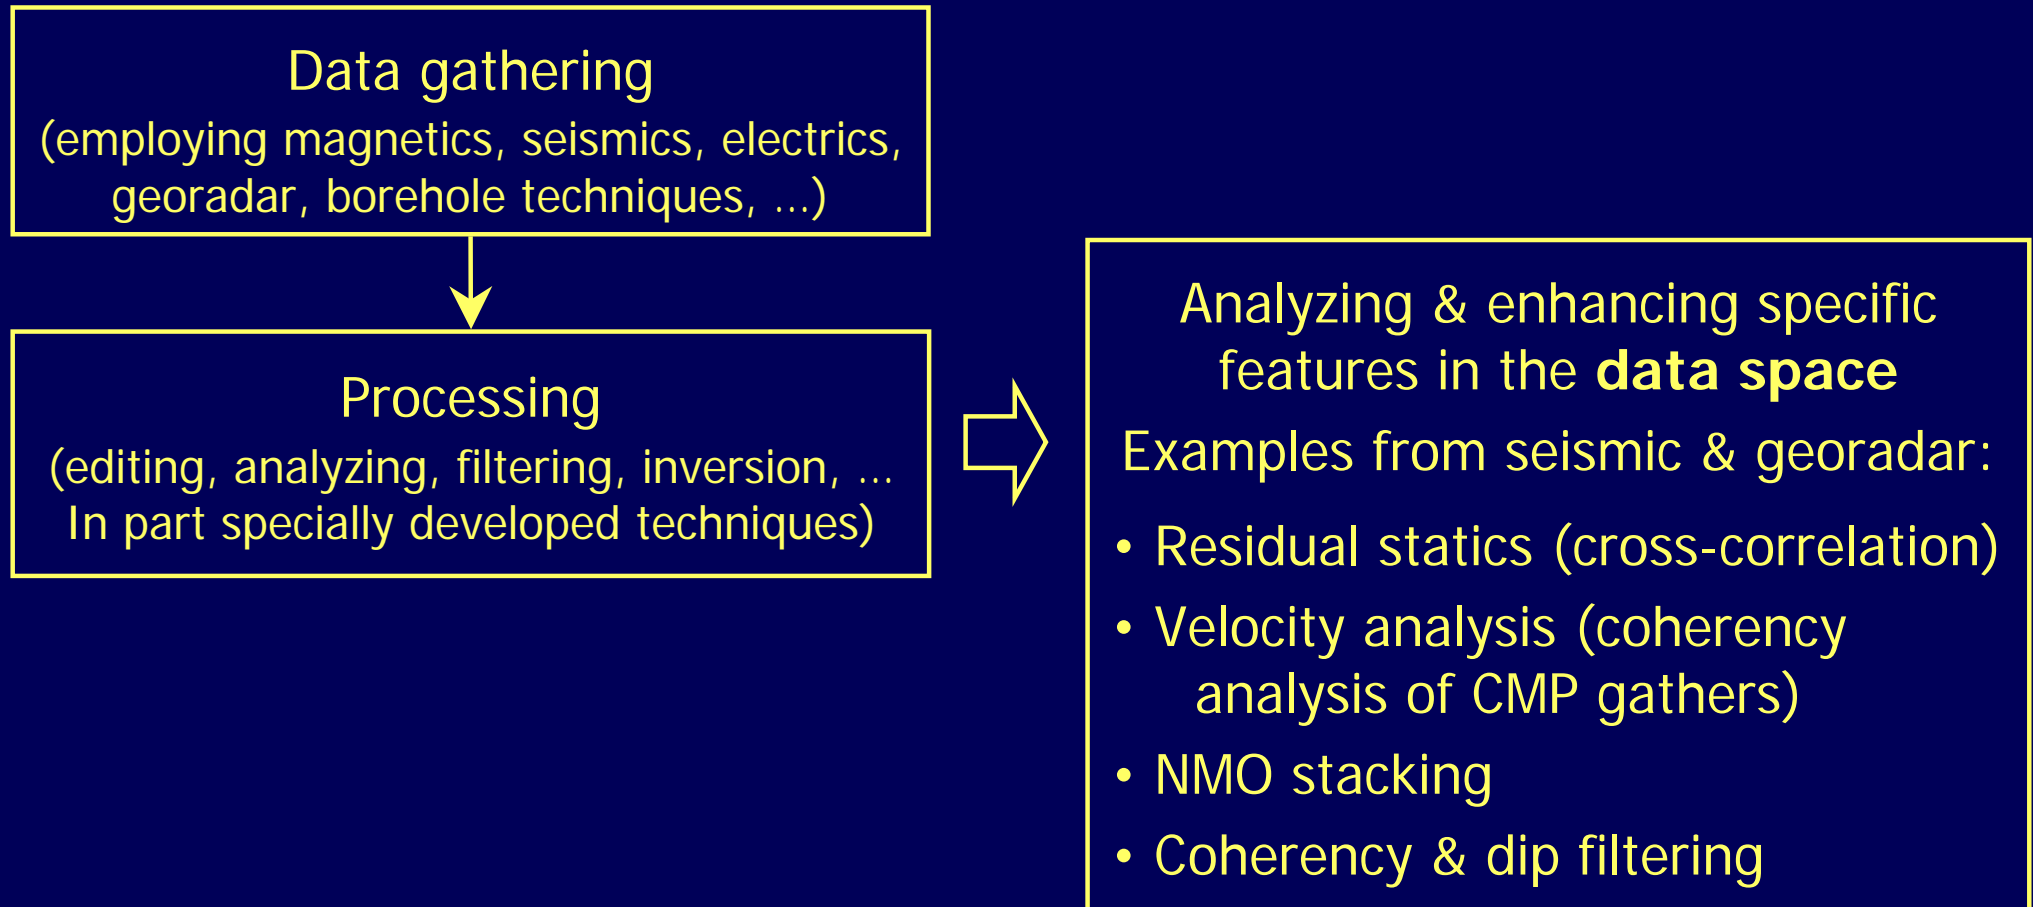 Data gathering
(employing magnetics, seismics, electrics,
georadar, borehole techniques, ...)
Processing
(editing, analyzing, filtering, inversion, ...
In part specially developed techniques)
Analyzing & enhancing specific
features in the data space
Examples from seismic & georadar:
• Residual statics (cross-correlation)
• Velocity analysis (coherency
analysis of CMP gathers)
• NMO stacking
• Coherency & dip filtering